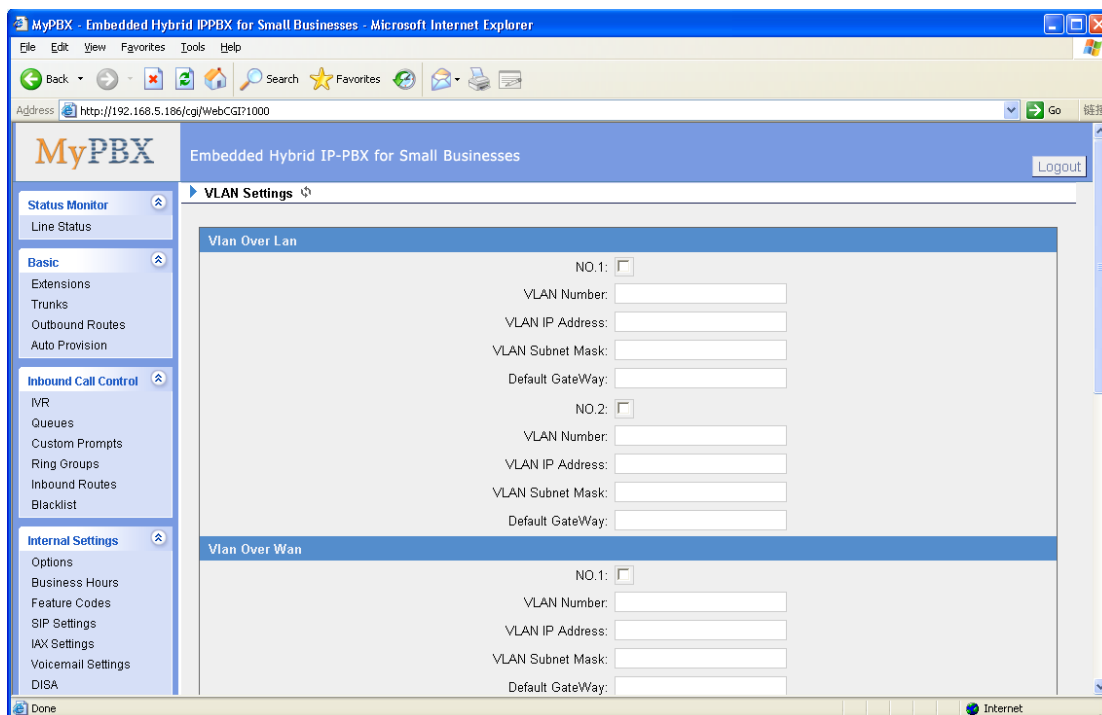 MyPBX - Embedded Hybrid IPPBX for Small Businesses - Microsoft Internet Explorer
File Edit View Favorites Tools Help
Back Search Favorites
Address http://192.168.5.186/cgi/WebCGI?1000 Go 链接
MyPBX
Embedded Hybrid IP-PBX for Small Businesses
Logout
Status Monitor
Line Status
Basic
Extensions
Trunks
Outbound Routes
Auto Provision
Inbound Call Control
IVR
Queues
Custom Prompts
Ring Groups
Inbound Routes
Blacklist
Internal Settings
Options
Business Hours
Feature Codes
SIP Settings
IAX Settings
Voicemail Settings
DISA
VLAN Settings
Vlan Over Lan
NO.1:
VLAN Number:
VLAN IP Address:
VLAN Subnet Mask:
Default GateWay:
NO.2:
VLAN Number:
VLAN IP Address:
VLAN Subnet Mask:
Default GateWay:
Vlan Over Wan
NO.1:
VLAN Number:
VLAN IP Address:
VLAN Subnet Mask:
Default GateWay:
Done Internet